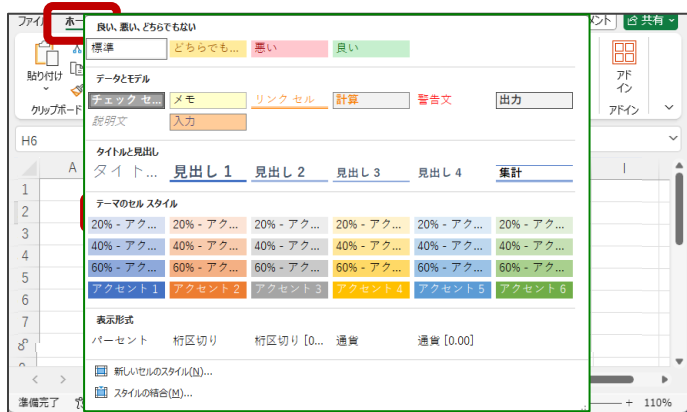 ファイル ホー コメント 共有
貼り付け
クリップボード
アド
イン
アドイン
H6
A I
1
2
3
4
5
6
7
8
良い、悪い、どちらでもない
標準 どちらでも... 悪い 良い
データとモデル
チェック セ... メモ リンク セル 計算 警告文 出力
説明文 入力
タイトルと見出し
タイト... 見出し 1 見出し 2 見出し 3 見出し 4 集計
テーマのセル スタイル
20% - アク... 20% - アク... 20% - アク... 20% - アク... 20% - アク... 20% - アク...
40% - アク... 40% - アク... 40% - アク... 40% - アク... 40% - アク... 40% - アク...
60% - アク... 60% - アク... 60% - アク... 60% - アク... 60% - アク... 60% - アク...
アクセント 1 アクセント 2 アクセント 3 アクセント 4 アクセント 5 アクセント 6
表示形式
パーセント 桁区切り 桁区切り [0... 通貨 通貨 [0.00]
新しいセルのスタイル(N)...
スタイルの結合(M)...
準備完了 110%